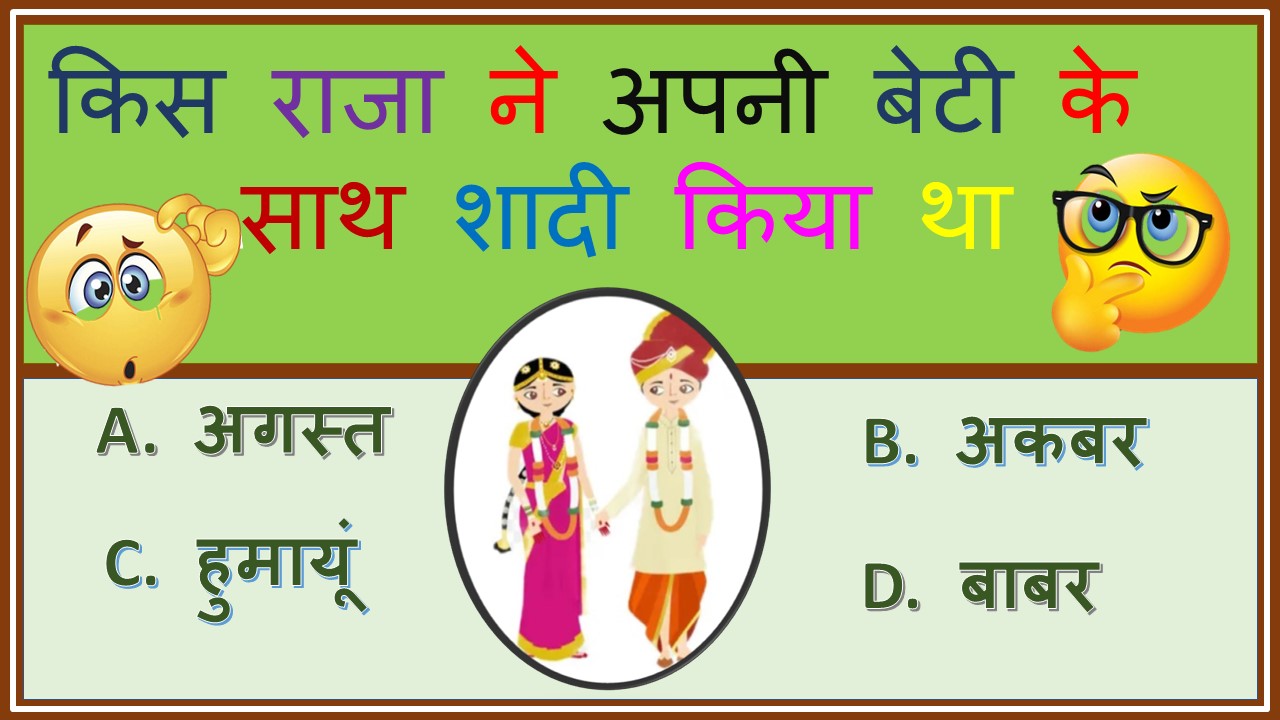 किस राजा ने अपनी बेटी के
साथ शादी किया था
A. अगस्त
B. अकबर
C. हुमायूं
D. बाबर